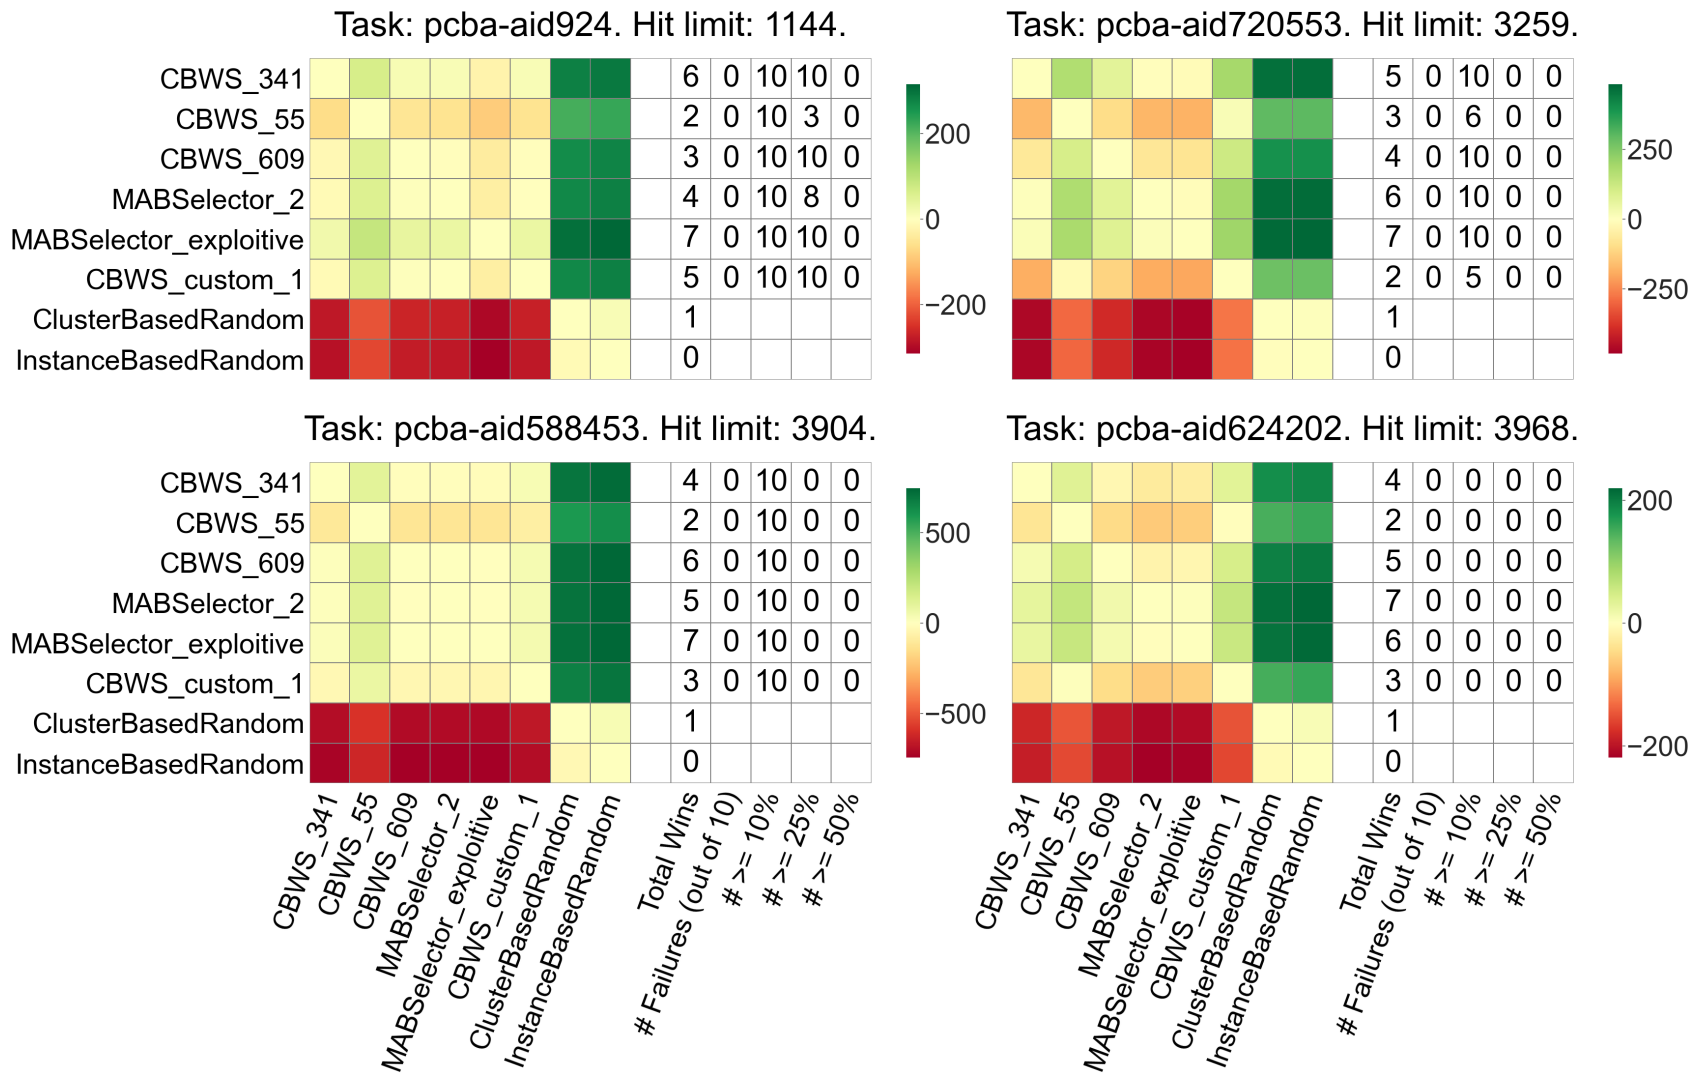 Task: pcba-aid924. Hit limit: 1144.
CBWS_341 6 0 10 10 0
CBWS_55 2 0 10 3 0
CBWS_609 3 0 10 10 0
MABSelector_2 4 0 10 8 0
MABSelector_exploitive 7 0 10 10 0
CBWS_custom_1 5 0 10 10 0
ClusterBasedRandom 1
InstanceBasedRandom 0
200
0
−200
Task: pcba-aid720553. Hit limit: 3259.
5 0 10 0 0
3 0 6 0 0
4 0 10 0 0
6 0 10 0 0
7 0 10 0 0
2 0 5 0 0
1
0
250
0
−250
Task: pcba-aid588453. Hit limit: 3904.
CBWS_341 4 0 10 0 0
CBWS_55 2 0 10 0 0
CBWS_609 6 0 10 0 0
MABSelector_2 5 0 10 0 0
MABSelector_exploitive 7 0 10 0 0
CBWS_custom_1 3 0 10 0 0
ClusterBasedRandom 1
InstanceBasedRandom 0
500
0
−500
CBWS_341
CBWS_55
CBWS_609
MABSelector_2
MABSelector_exploitive
CBWS_custom_1
ClusterBasedRandom
InstanceBasedRandom
Total Wins
# Failures (out of 10)
# >= 10%
# >= 25%
# >= 50%
Task: pcba-aid624202. Hit limit: 3968.
4 0 0 0 0
2 0 0 0 0
5 0 0 0 0
7 0 0 0 0
6 0 0 0 0
3 0 0 0 0
1
0
200
100
0
−100
−200
CBWS_341
CBWS_55
CBWS_609
MABSelector_2
MABSelector_exploitive
CBWS_custom_1
ClusterBasedRandom
InstanceBasedRandom
Total Wins
# Failures (out of 10)
# >= 10%
# >= 25%
# >= 50%